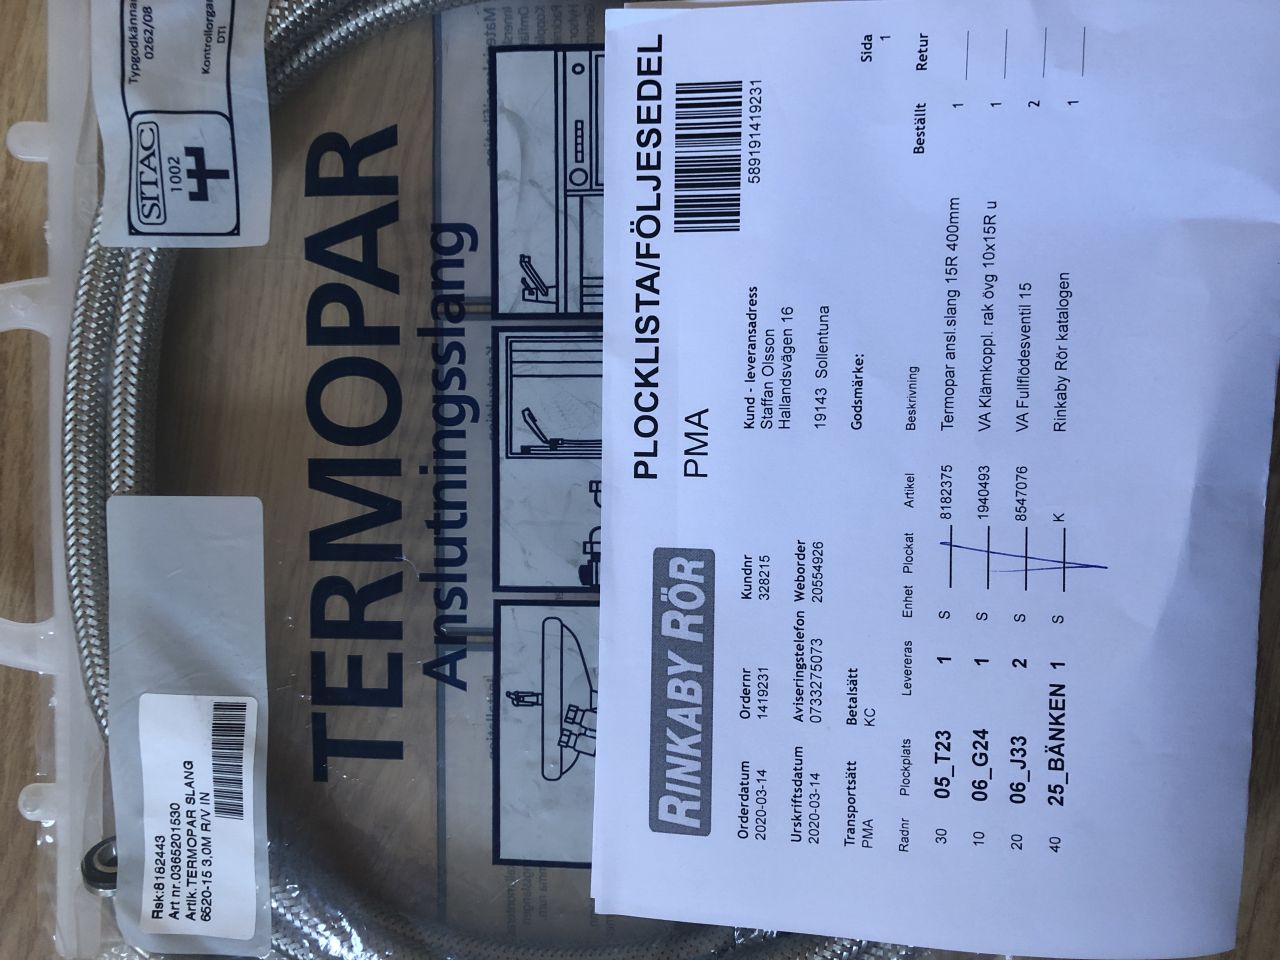 Typgodkännande
0262/08
Kontrollorgan
DTI
SITAC
1002
TERMOPAR
Anslutningsslang
Rsk:8182443
Art nr.0365201530
Artik.TERMOPAR SLANG
6520-15 3,0M R/V IN
RINKABY RÖR
PLOCKLISTA/FÖLJESEDEL
PMA
589191419231
Sida
1
Orderdatum Ordernr Kundnr
2020-03-14 1419231 328215
Urskriftsdatum Aviseringstelefon Weborder
2020-03-14 0733275073 20554926
Transportsätt Betalsätt
PMA KC
Kund - leveransadress
Staffan Olsson
Hallandsvägen 16
19143 Sollentuna
Godsmärke:
Radnr Plockplats Levereras Enhet Plockat Artikel Beskrivning Beställt Retur
30 05_T23 1 S 8182375 Termopar ansl.slang 15R 400mm 1
10 06_G24 1 S 1940493 VA Klämkoppl. rak övg 10x15R u 1
20 06_J33 2 S 8547076 VA Fullflödesventil 15 2
40 25_BÄNKEN 1 S K Rinkaby Rör katalogen 1